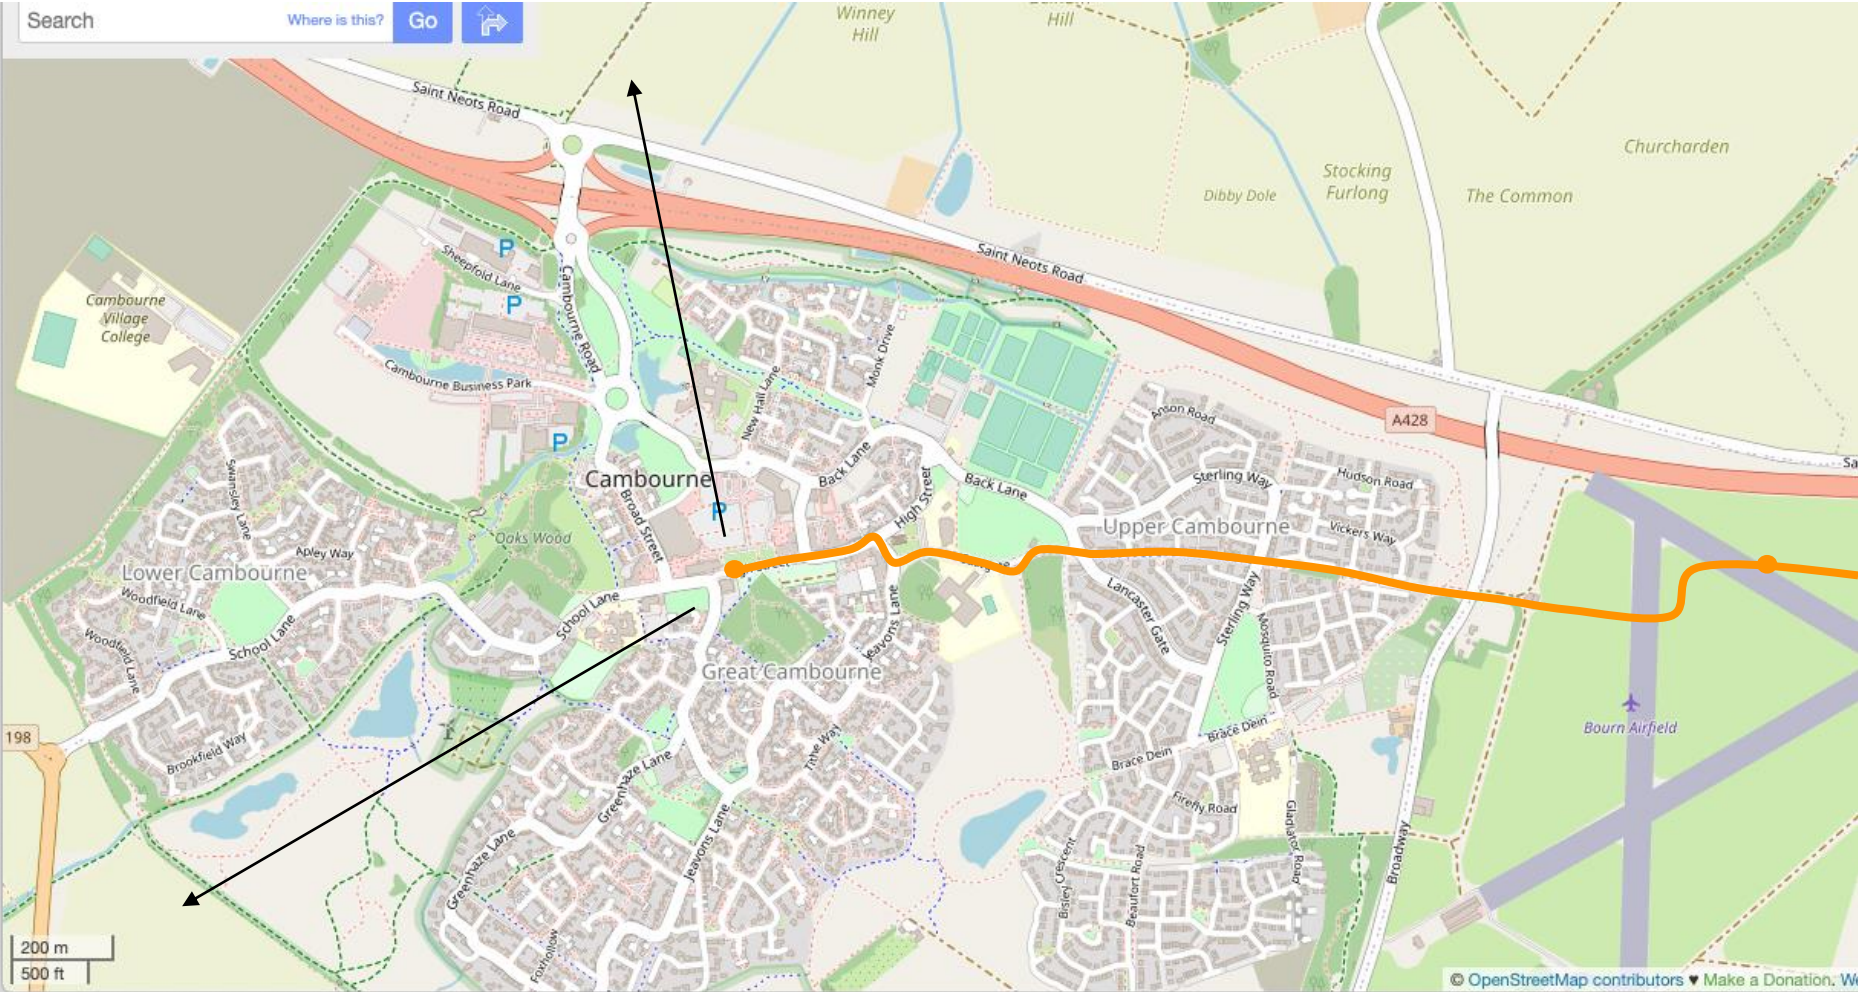 Search
Where is this?
Go
Winney
Hill
Hill
Saint Neots Road
Churcharden
Stocking
Furlong
Dibby Dole
The Common
P
Sheepfold Lane
Saint Neots Road
Cambourne
Village
College
P
Cambourne Road
Monk Drive
Cambourne Business Park
New Hall Lane
Anson Road
A428
P
Back Lane
Swansley Lane
Cambourne
Sterling Way
Hudson Road
Sa
Broad Street
P
High Street
Back Lane
Upper Cambourne
Vickers Way
Oaks Wood
Apley Way
Lower Cambourne
Woodfield Lane
School Lane
School Lane
Jeavons Lane
Lancaster Gate
Sterling Way
Mosquito Road
Woodfield Lane
Great Cambourne
Bourn Airfield
198
Brookfield Way
Tithe Way
Brace Dein
Brace Dein
Greenhaze Lane
Firefly Road
Gladiator Road
Greenhaze Lane
Jeavons Lane
Bisley Crescent
Beaufort Road
Broadway
Foxhollow
200 m
500 ft
© OpenStreetMap contributors ♥ Make a Donation. We